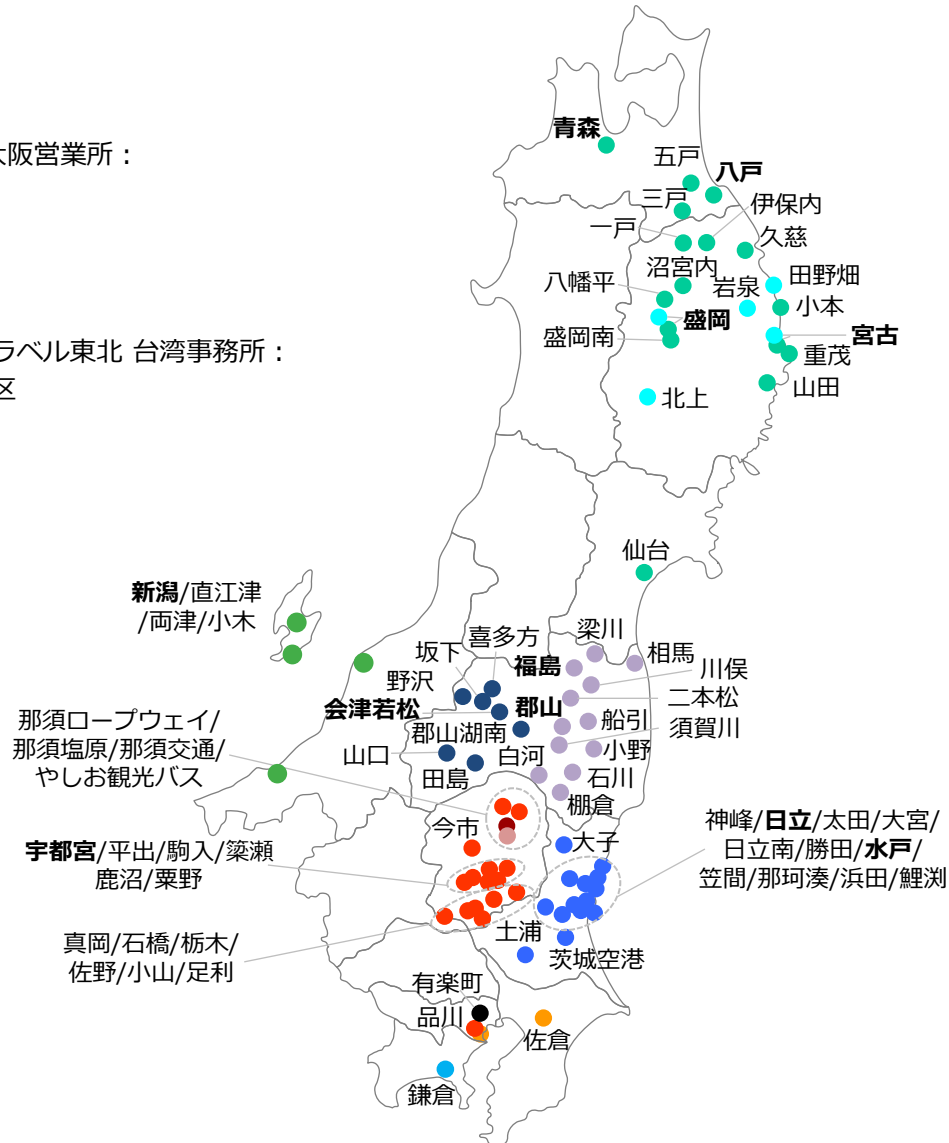 青森
大阪営業所：
五戸
八戸
三戸
伊保内
一戸
久慈
沼宮内
田野畑
八幡平
岩泉
小本
盛岡
宮古
盛岡南
ラベル東北 台湾事務所：
重茂
区
山田
北上
仙台
新潟/直江津
/両津/小木
梁川
喜多方
坂下
福島
相馬
川俣
野沢
二本松
会津若松
郡山
船引
須賀川
那須ロープウェイ/
那須塩原/那須交通/
やしお観光バス
郡山湖南
山口
白河
小野
田島
石川
棚倉
今市
大子
神峰/日立/太田/大宮/
日立南/勝田/水戸/
笠間/那珂湊/浜田/鯉渕
宇都宮/平出/駒入/簗瀬
鹿沼/粟野
真岡/石橋/栃木/
佐野/小山/足利
土浦
茨城空港
有楽町
品川
佐倉
鎌倉